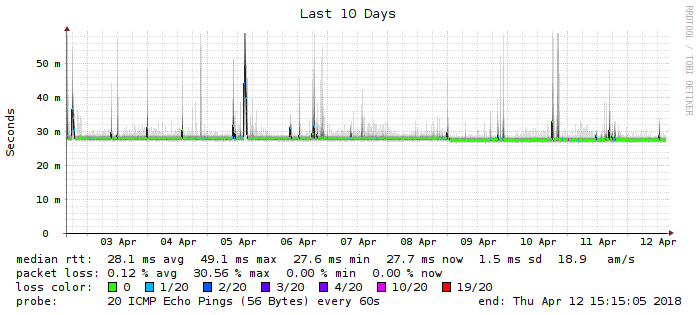 Last 10 Days
RRDTOOL / TOBI OETIKER
Seconds
50 m
40 m
30 m
20 m
10 m
0
03 Apr 04 Apr 05 Apr 06 Apr 07 Apr 08 Apr 09 Apr 10 Apr 11 Apr 12 Apr
median rtt: 28.1 ms avg 49.1 ms max 27.6 ms min 27.7 ms now 1.5 ms sd 18.9 am/s
packet loss: 0.12 % avg 30.56 % max 0.00 % min 0.00 % now
loss color: 0 1/20 2/20 3/20 4/20 10/20 19/20
probe: 20 ICMP Echo Pings (56 Bytes) every 60s end: Thu Apr 12 15:15:05 2018